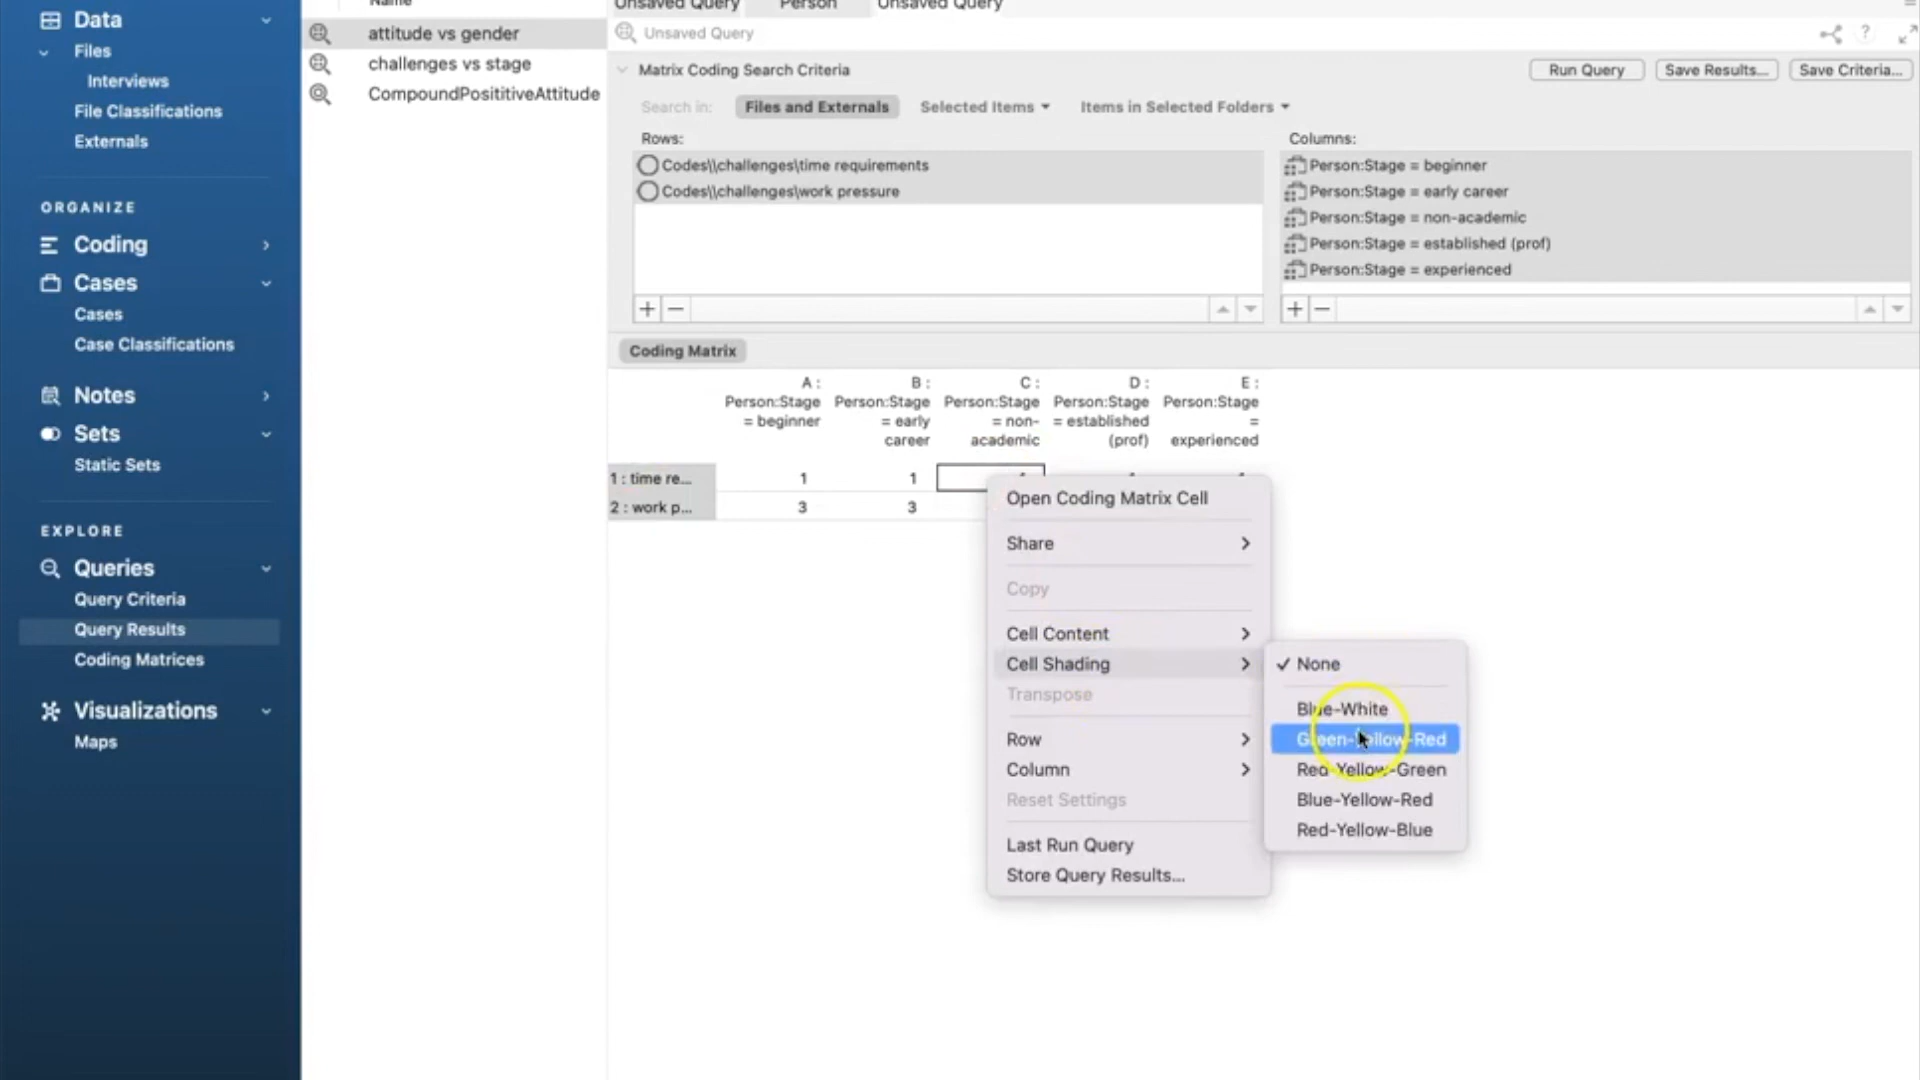 Data
Files
Interviews
File Classifications
Externals
ORGANIZE
Coding
Cases
Cases
Case Classifications
Notes
Sets
Static Sets
EXPLORE
Queries
Query Criteria
Query Results
Coding Matrices
Visualizations
Maps
Name
attitude vs gender
challenges vs stage
CompoundPosititiveAttitude
Unsaved Query
Person
Unsaved Query
Unsaved Query
?
Matrix Coding Search Criteria
Run Query
Save Results...
Save Criteria...
Search in:
Files and Externals
Selected Items
Items in Selected Folders
Rows:
Codes\\challenges\time requirements
Codes\\challenges\work pressure
Columns:
Person:Stage = beginner
Person:Stage = early career
Person:Stage = non-academic
Person:Stage = established (prof)
Person:Stage = experienced
Coding Matrix
A : Person:Stage = beginner
B : Person:Stage = early career
C : Person:Stage = non-academic
D : Person:Stage = established (prof)
E : Person:Stage = experienced
1 : time re... 1 1
2 : work p... 3 3
Open Coding Matrix Cell
Share
Copy
Cell Content
Cell Shading
Transpose
Row
Column
Reset Settings
Last Run Query
Store Query Results...
None
Blue-White
Green-Yellow-Red
Red-Yellow-Green
Blue-Yellow-Red
Red-Yellow-Blue